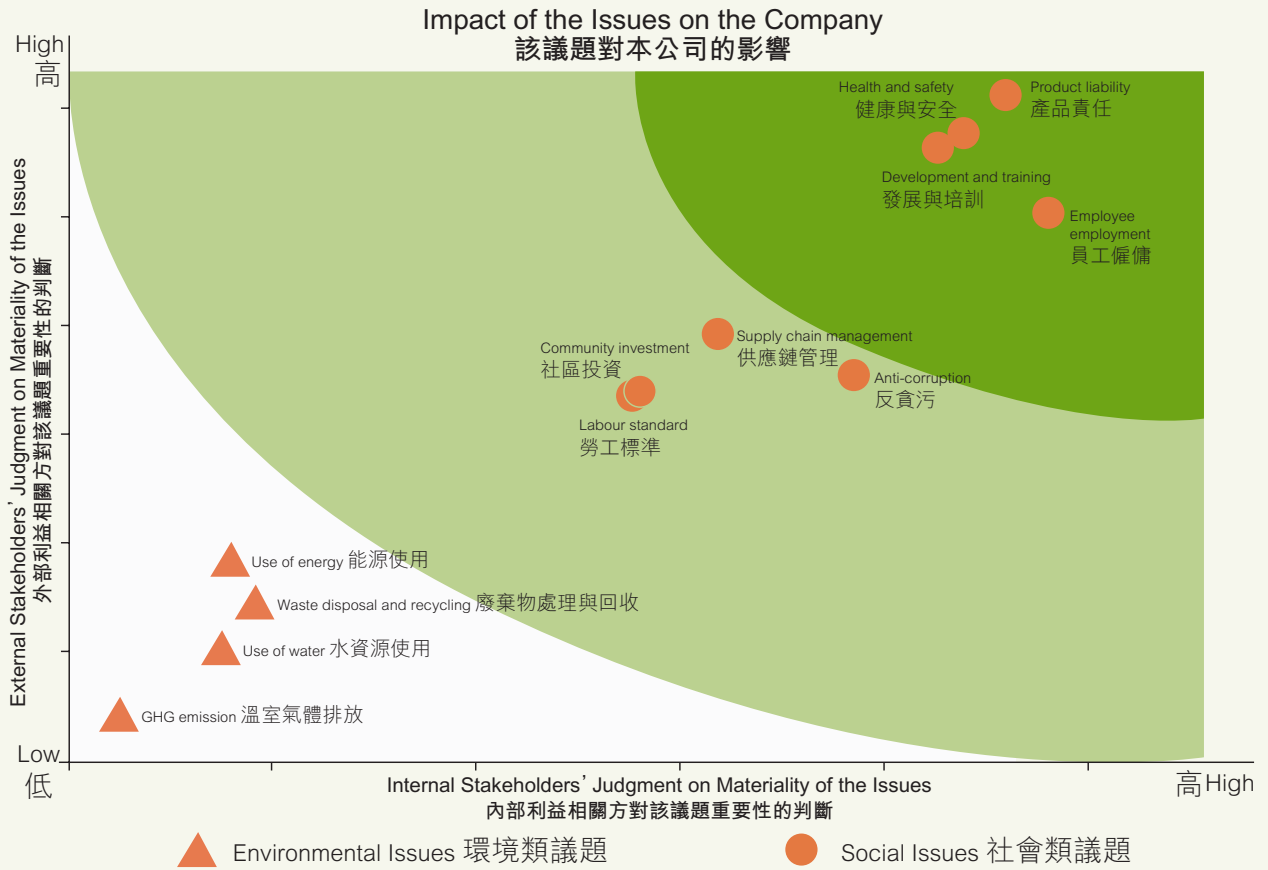 Impact of the Issues on the Company
該議題對本公司的影響
High
高
External Stakeholders' Judgment on Materiality of the Issues
外部利益相關方對該議題重要性的判斷
Health and safety
健康與安全
Product liability
產品責任
Development and training
發展與培訓
Employee
employment
員工僱傭
Supply chain management
供應鏈管理
Community investment
社區投資
Anti-corruption
反貪污
Labour standard
勞工標準
Use of energy 能源使用
Waste disposal and recycling 廢棄物處理與回收
Use of water 水資源使用
GHG emission 溫室氣體排放
Low
低
Internal Stakeholders' Judgment on Materiality of the Issues
內部利益相關方對該議題重要性的判斷
高 High
Environmental Issues 環境類議題
Social Issues 社會類議題